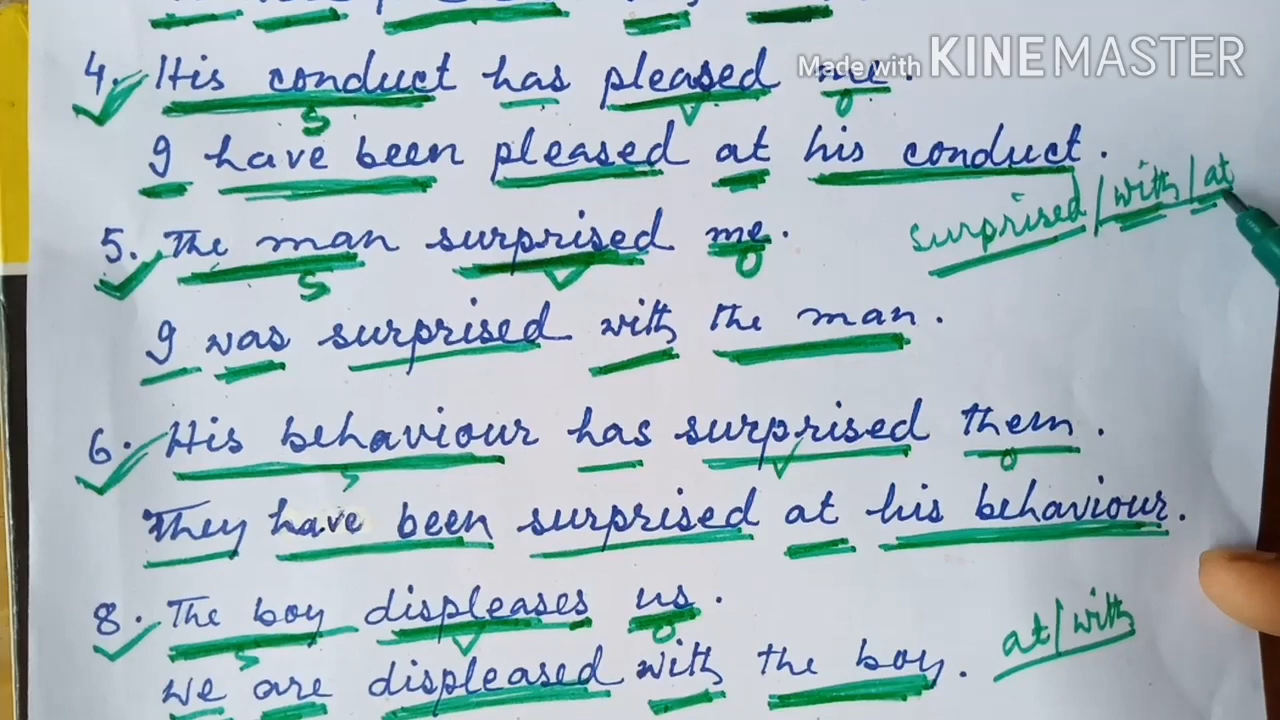 Made with KINEMASTER
4. His conduct has pleased me.
S V O
I have been pleased at his conduct.
surprised / with / at
5. The man surprised me.
S V O
I was surprised with the man.
6. His behaviour has surprised them.
S V O
They have been surprised at his behaviour.
8. The boy displeases us.
S V O
at / with
we are displeased with the boy.